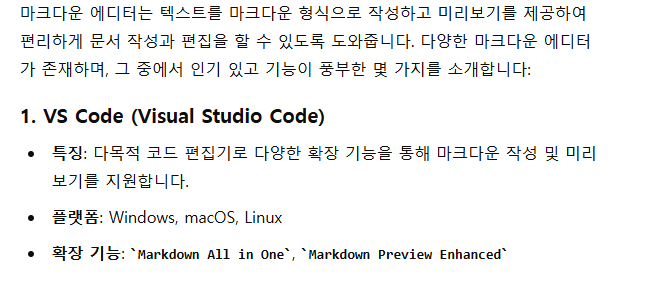 마크다운 에디터는 텍스트를 마크다운 형식으로 작성하고 미리보기를 제공하여
편리하게 문서 작성과 편집을 할 수 있도록 도와줍니다. 다양한 마크다운 에디터
가 존재하며, 그 중에서 인기 있고 기능이 풍부한 몇 가지를 소개합니다:
1. VS Code (Visual Studio Code)
• 특징: 다목적 코드 편집기로 다양한 확장 기능을 통해 마크다운 작성 및 미리
보기를 지원합니다.
• 플랫폼: Windows, macOS, Linux
• 확장 기능: `Markdown All in One`, `Markdown Preview Enhanced`